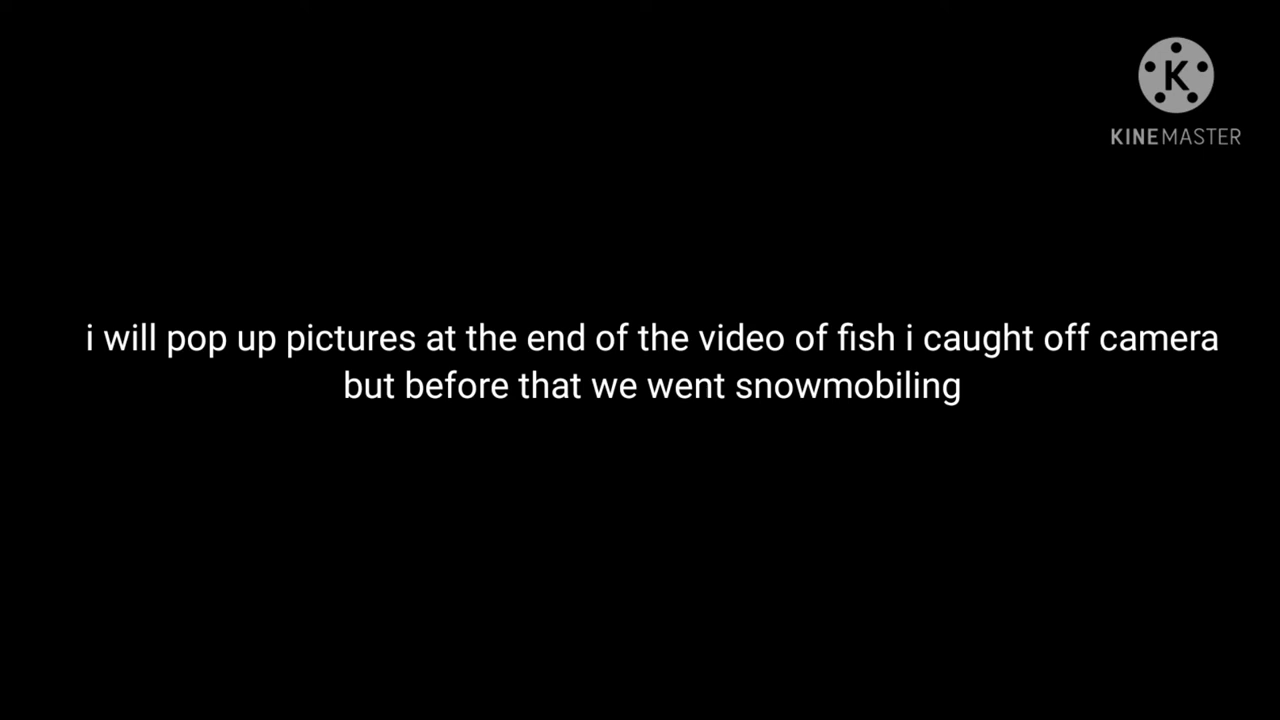 K
KINEMASTER
i will pop up pictures at the end of the video of fish i caught off camera
but before that we went snowmobiling